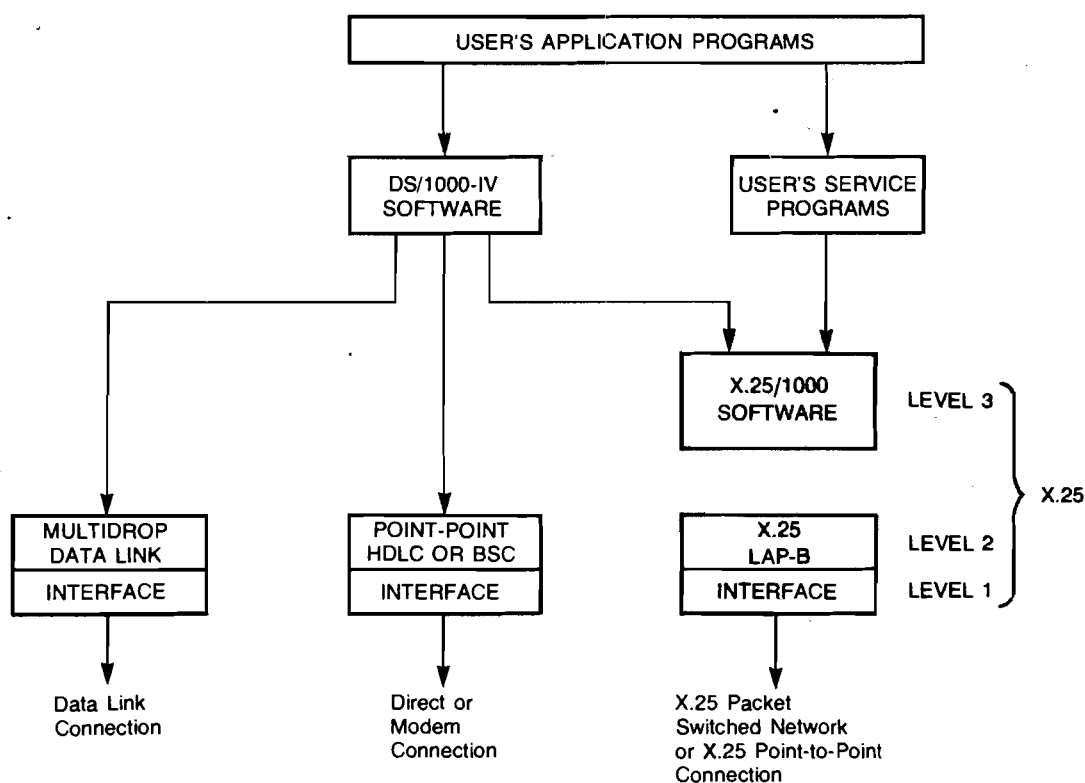 USER'S APPLICATION PROGRAMS
DS/1000-IV
SOFTWARE
USER'S SERVICE
PROGRAMS
X.25/1000
SOFTWARE
LEVEL 3
X.25
MULTIDROP
DATA LINK
INTERFACE
POINT-POINT
HDLC OR BSC
INTERFACE
X.25
LAP-B
INTERFACE
LEVEL 2
LEVEL 1
Data Link
Connection
Direct or
Modem
Connection
X.25 Packet
Switched Network
or X.25 Point-to-Point
Connection